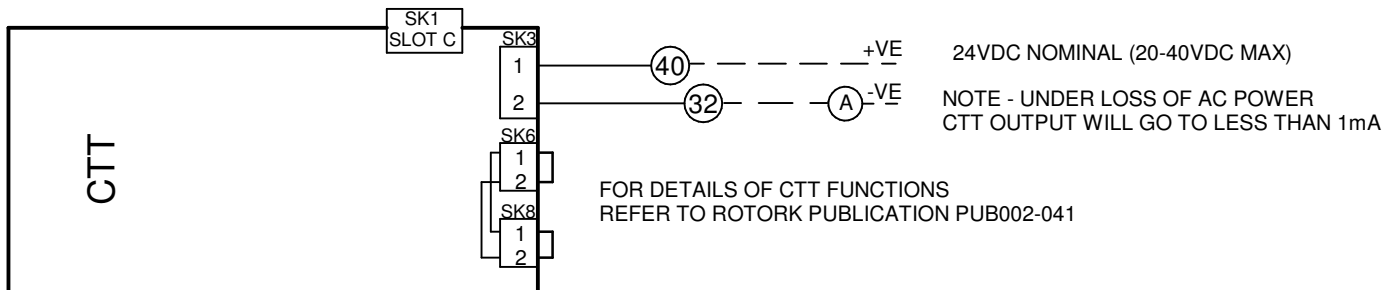 SK1
SLOT C
SK3
1
40
+VE
24VDC NOMINAL (20-40VDC MAX)
2
32
A
-VE
NOTE - UNDER LOSS OF AC POWER
CTT OUTPUT WILL GO TO LESS THAN 1mA
CTT
SK6
1
2
FOR DETAILS OF CTT FUNCTIONS
REFER TO ROTORK PUBLICATION PUB002-041
SK8
1
2